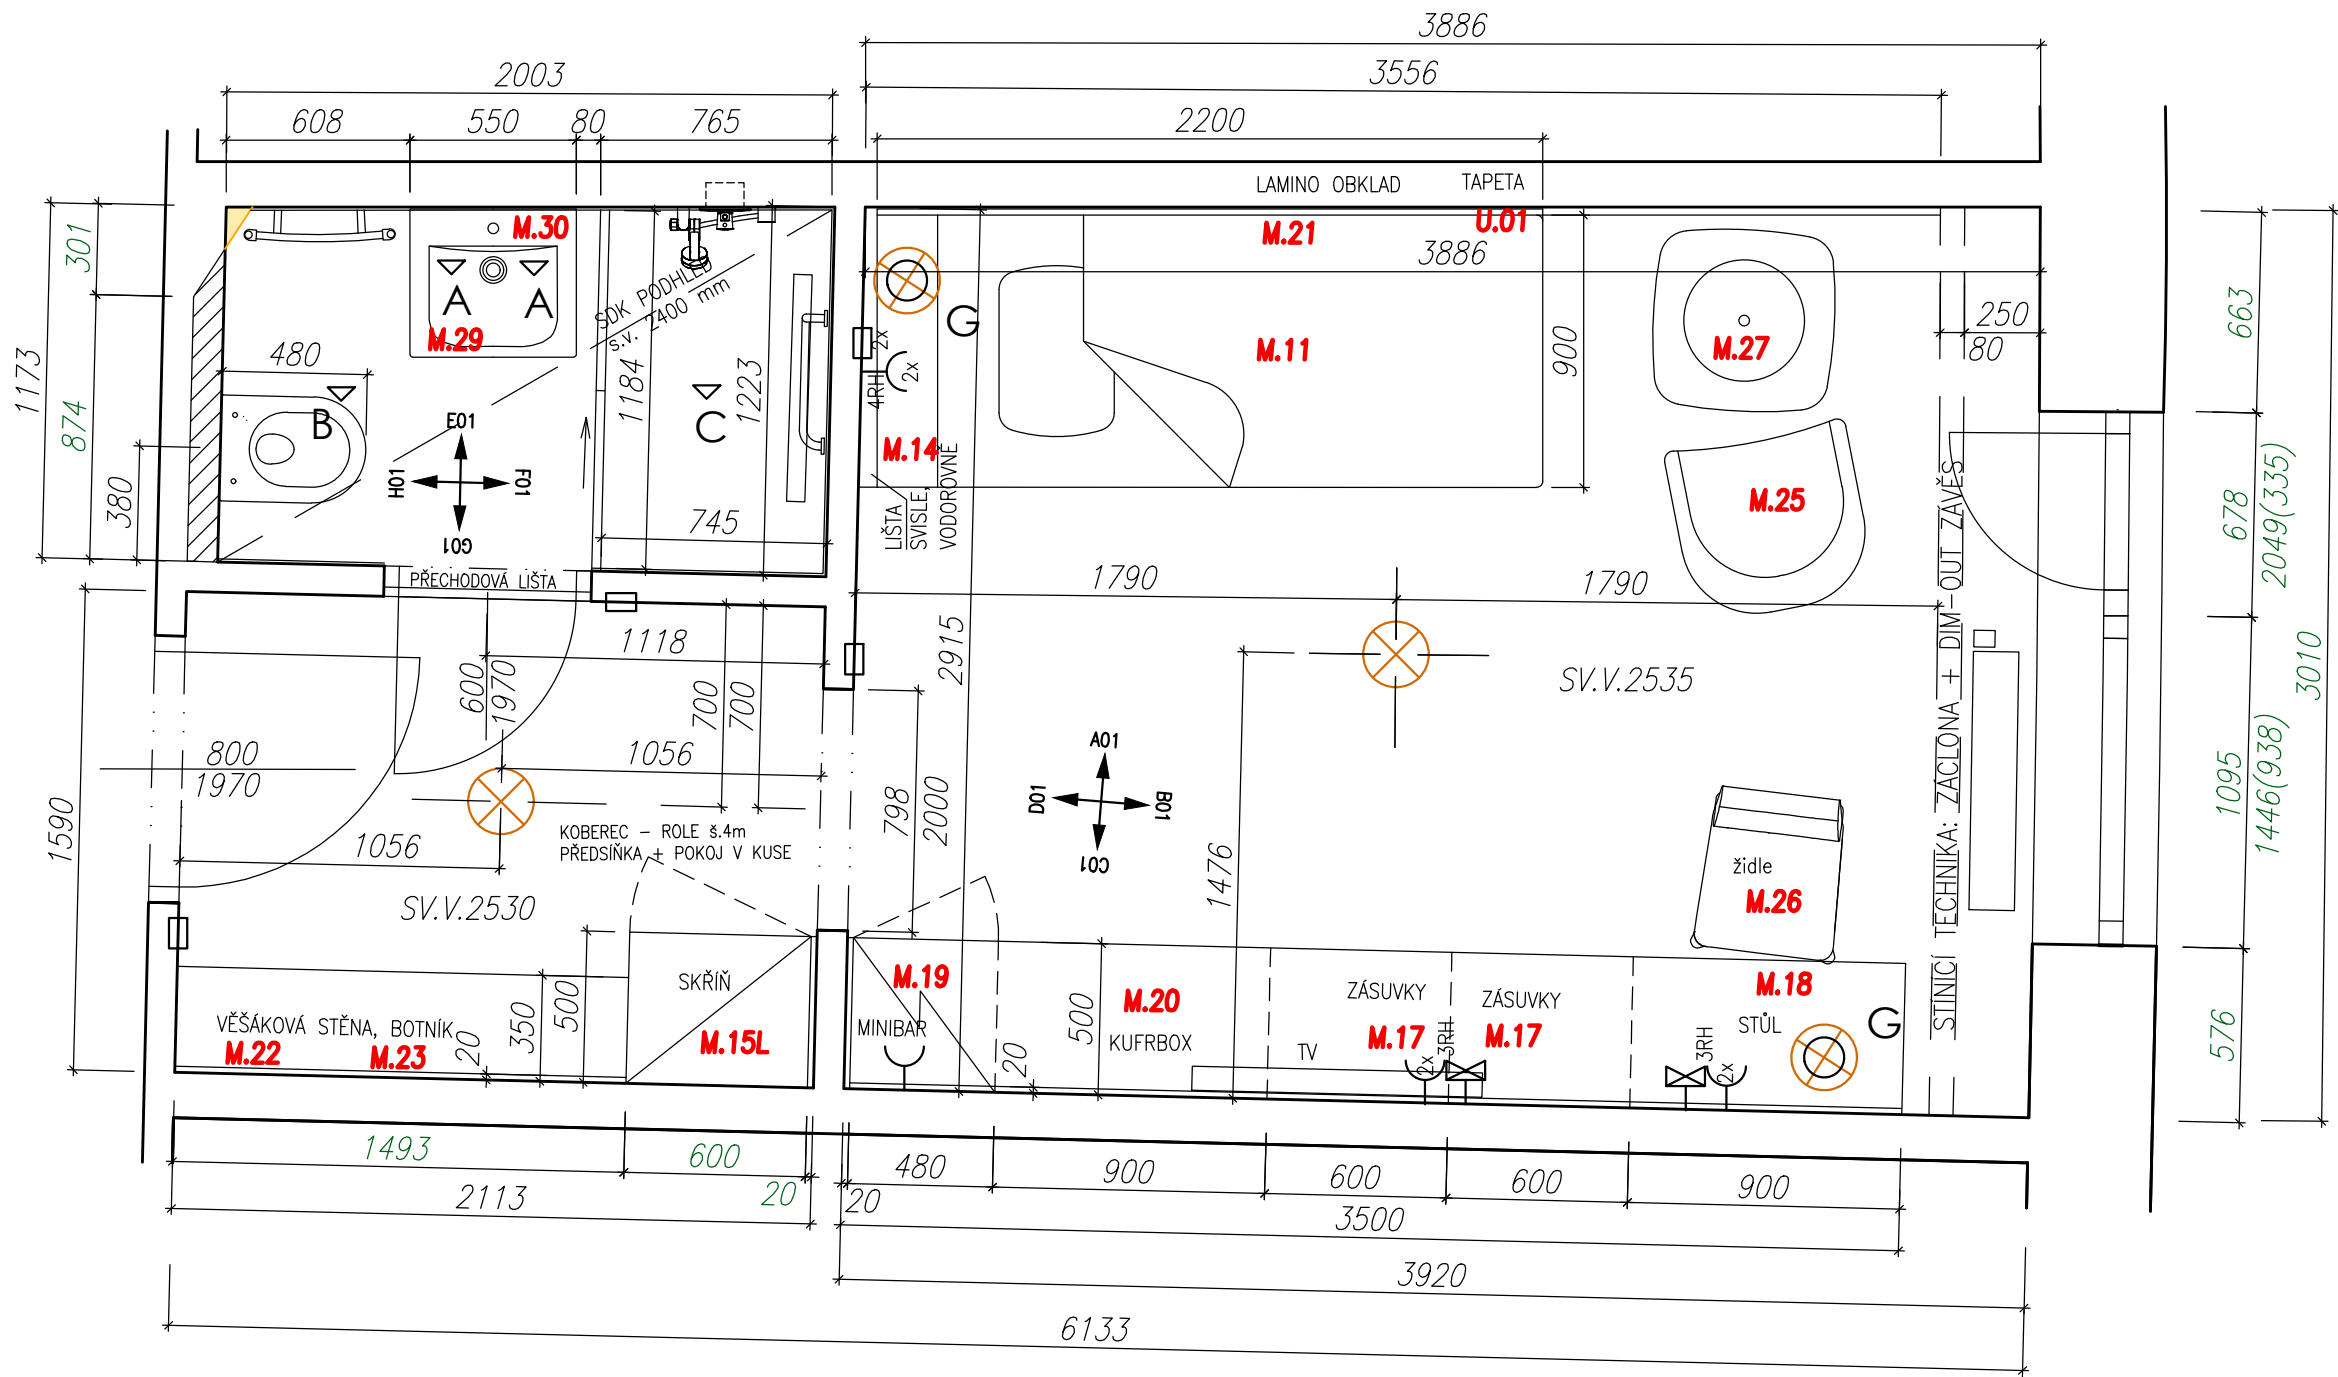 3886
2003
3556
608
550
80
765
2200
LAMINO OBKLAD
TAPETA
M.30
M.21
U.01
3886
301
SDK PODHLED
s.v. 2400 mm
A
A
M.29
G
2x
2x
4RH
M.11
900
M.27
250
80
663
1173
874
480
1184
1223
C
B
E01
F01
G01
H01
380
M.14
LIŠTA
SVISLE,
VODOROVNĚ
745
M.25
678
2049(335)
PŘECHODOVÁ LIŠTA
1790
1790
1118
2915
600
1970
700
700
SV.V.2535
3010
800
1970
1056
A01
B01
C01
D01
798
2000
1095
1446(938)
1590
KOBEREC – ROLE š.4m
PŘEDSÍŇKA + POKOJ V KUSE
1056
1476
židle
M.26
STÍNÍCÍ TECHNIKA: ZÁCLONA + DIM-OUT ZÁVĚS
SV.V.2530
SKŘÍŇ
M.19
M.20
ZÁSUVKY
ZÁSUVKY
M.18
500
350
20
VĚŠÁKOVÁ STĚNA, BOTNÍK
M.22
M.23
M.15L
MINIBAR
500
KUFRBOX
20
TV
M.17
2x
3RH
M.17
3RH
2x
STŮL
G
576
1493
600
20
2113
20
480
900
600
600
900
3500
3920
6133